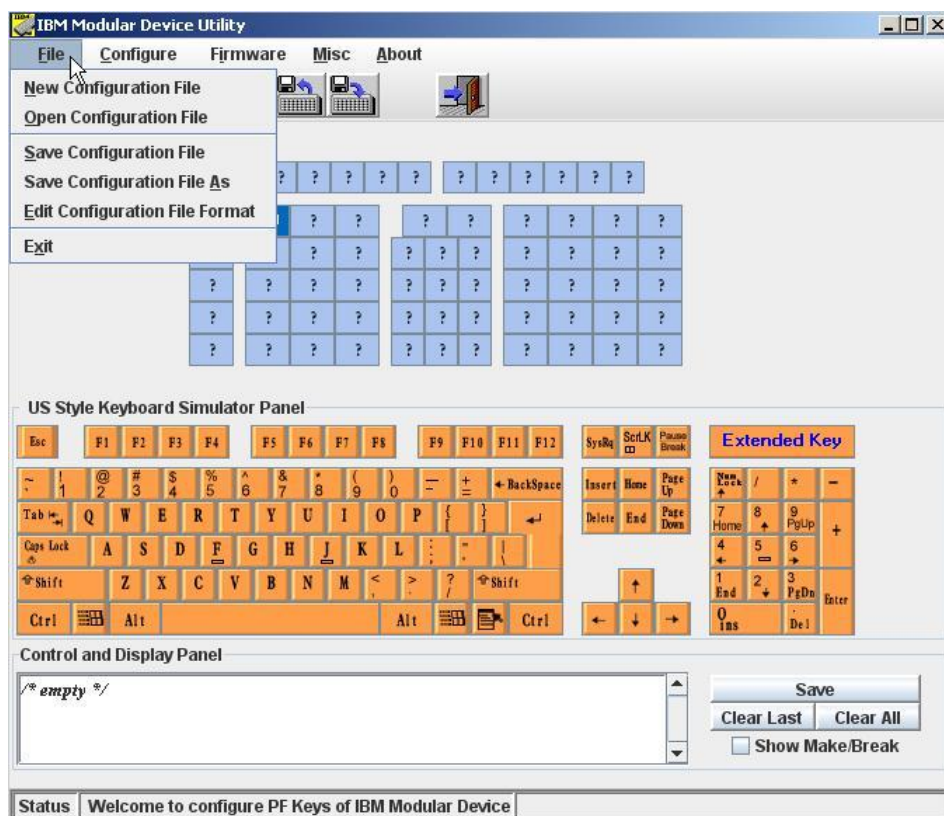 IBM Modular Device Utility
File Configure Firmware Misc About
New Configuration File
Open Configuration File
Save Configuration File
Save Configuration File As
Edit Configuration File Format
Exit
? ? ? ? ? ? ? ? ? ? ?
? ? ? ? ? ? ? ?
? ? ? ? ? ? ? ? ?
? ? ? ? ? ? ? ? ? ? ?
? ? ? ? ? ? ? ? ? ? ?
? ? ? ? ? ? ? ? ? ? ?
US Style Keyboard Simulator Panel
Esc F1 F2 F3 F4 F5 F6 F7 F8 F9 F10 F11 F12 SysRq ScrLK Pause Break Extended Key
~ ` ! 1 @ 2 # 3 $ 4 % 5 ^ 6 & 7 * 8 ( 9 ) 0 _ - + = BackSpace Insert Home Page Up Num Lock / * -
Tab Q W E R T Y U I O P { [ } ] Delete End Page Down 7 Home 8 9 PgUp +
Caps Lock A S D F G H J K L : ; " ' | \ 4 5 6
Shift Z X C V B N M < , > . ? / Shift 1 End 2 3 PgDn Enter
Ctrl Alt Alt Ctrl 0 ins . Del
Control and Display Panel
/* empty */
Save
Clear Last Clear All
Show Make/Break
Status Welcome to configure PF Keys of IBM Modular Device